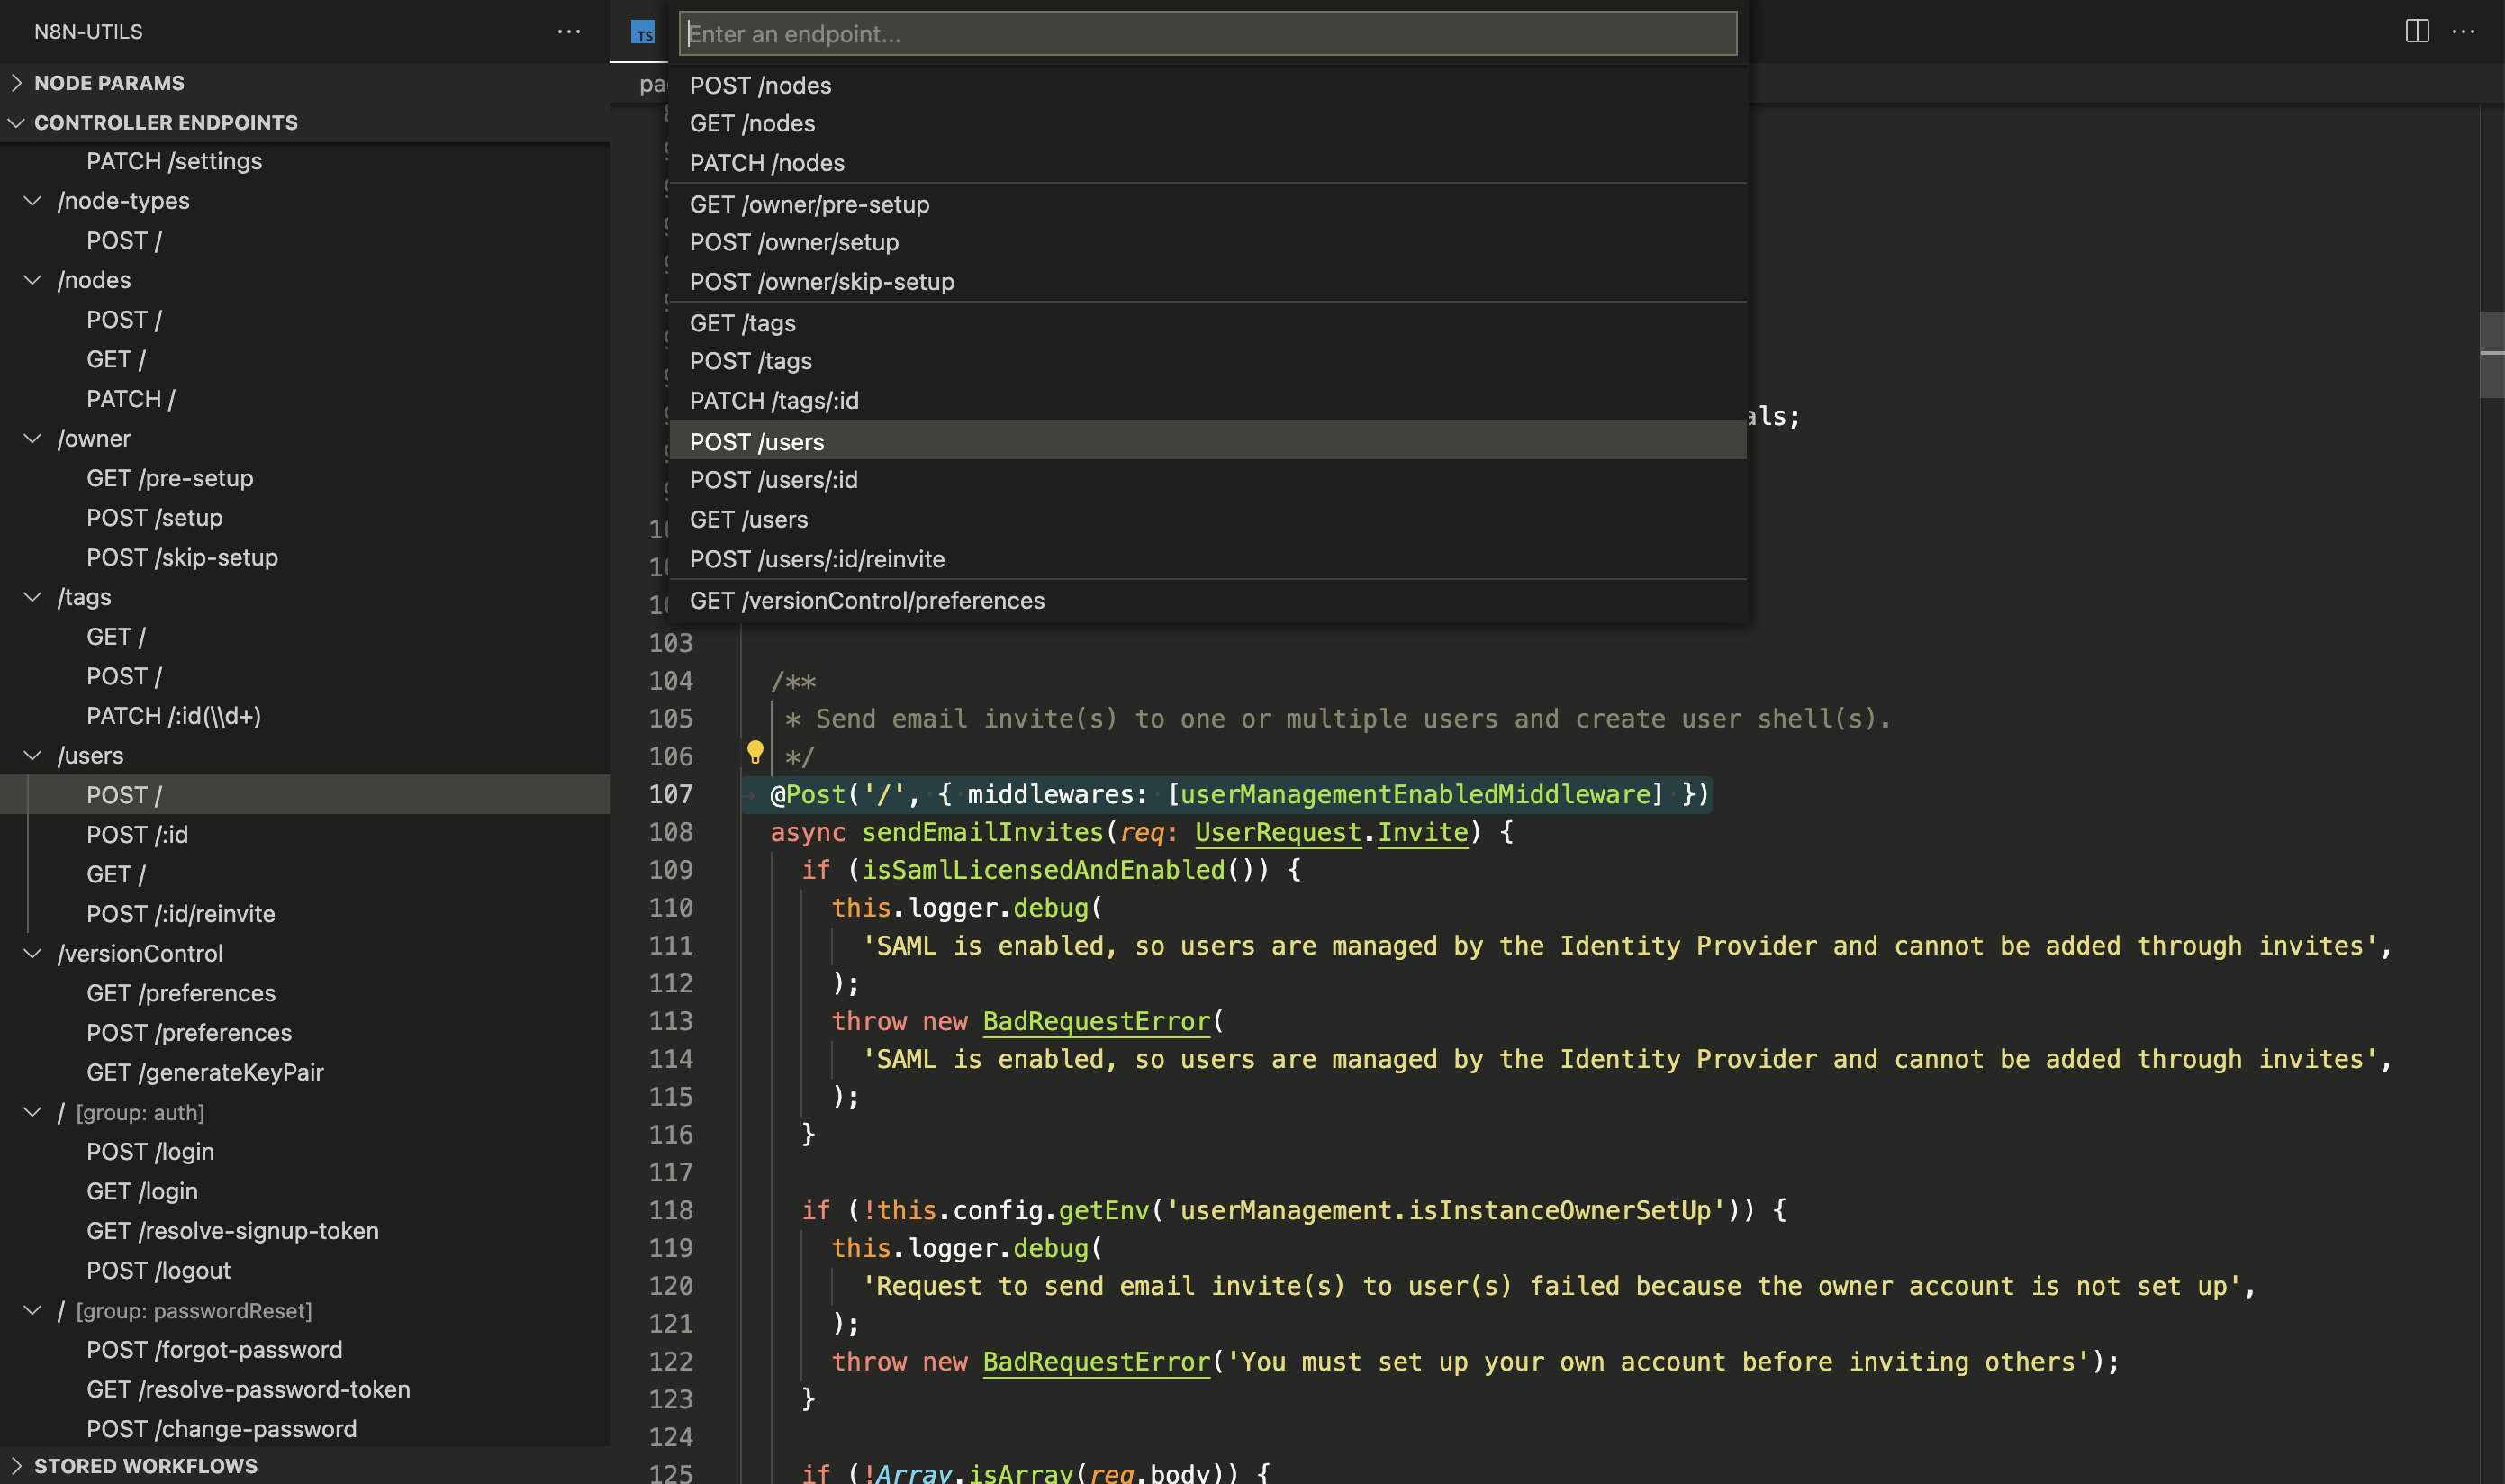 N8N-UTILS
NODE PARAMS
CONTROLLER ENDPOINTS
PATCH /settings
/node-types
POST /
/nodes
POST /
GET /
PATCH /
/owner
GET /pre-setup
POST /setup
POST /skip-setup
/tags
GET /
POST /
PATCH /:id(\\d+)
/users
POST /
POST /:id
GET /
POST /:id/reinvite
/versionControl
GET /preferences
POST /preferences
GET /generateKeyPair
/ [group: auth]
POST /login
GET /login
GET /resolve-signup-token
POST /logout
/ [group: passwordReset]
POST /forgot-password
GET /resolve-password-token
POST /change-password
STORED WORKFLOWS
TS
Enter an endpoint...
POST /nodes
GET /nodes
PATCH /nodes
GET /owner/pre-setup
POST /owner/setup
POST /owner/skip-setup
GET /tags
POST /tags
PATCH /tags/:id
POST /users
POST /users/:id
GET /users
POST /users/:id/reinvite
GET /versionControl/preferences
als;
103
104 /**
105 * Send email invite(s) to one or multiple users and create user shell(s).
106 */
107 @Post('/', { middlewares: [userManagementEnabledMiddleware] })
108 async sendEmailInvites(req: UserRequest.Invite) {
109 if (isSamlLicensedAndEnabled()) {
110 this.logger.debug(
111 'SAML is enabled, so users are managed by the Identity Provider and cannot be added through invites',
112 );
113 throw new BadRequestError(
114 'SAML is enabled, so users are managed by the Identity Provider and cannot be added through invites',
115 );
116 }
117
118 if (!this.config.getEnv('userManagement.isInstanceOwnerSetUp')) {
119 this.logger.debug(
120 'Request to send email invite(s) to user(s) failed because the owner account is not set up',
121 );
122 throw new BadRequestError('You must set up your own account before inviting others');
123 }
124
125 if (!Array.isArray(req.body)) {